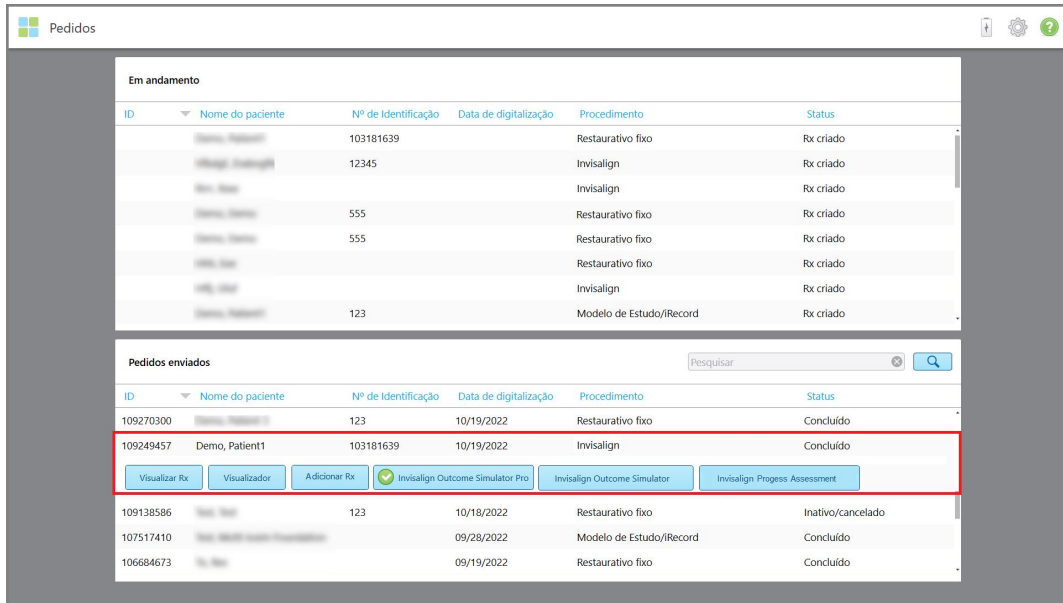 Pedidos
Em andamento
ID Nome do paciente Nº de Identificação Data de digitalização Procedimento Status
103181639 Restaurativo fixo Rx criado
12345 Invisalign Rx criado
Invisalign Rx criado
555 Restaurativo fixo Rx criado
555 Restaurativo fixo Rx criado
Restaurativo fixo Rx criado
Invisalign Rx criado
123 Modelo de Estudo/iRecord Rx criado
Pedidos enviados Pesquisar
ID Nome do paciente Nº de Identificação Data de digitalização Procedimento Status
109270300 123 10/19/2022 Restaurativo fixo Concluído
109249457 Demo, Patient1 103181639 10/19/2022 Invisalign Concluído
Visualizar Rx Visualizador Adicionar Rx Invisalign Outcome Simulator Pro Invisalign Outcome Simulator Invisalign Progess Assessment
109138586 123 10/18/2022 Restaurativo fixo Inativo/cancelado
107517410 09/28/2022 Modelo de Estudo/iRecord Concluído
106684673 09/19/2022 Restaurativo fixo Concluído